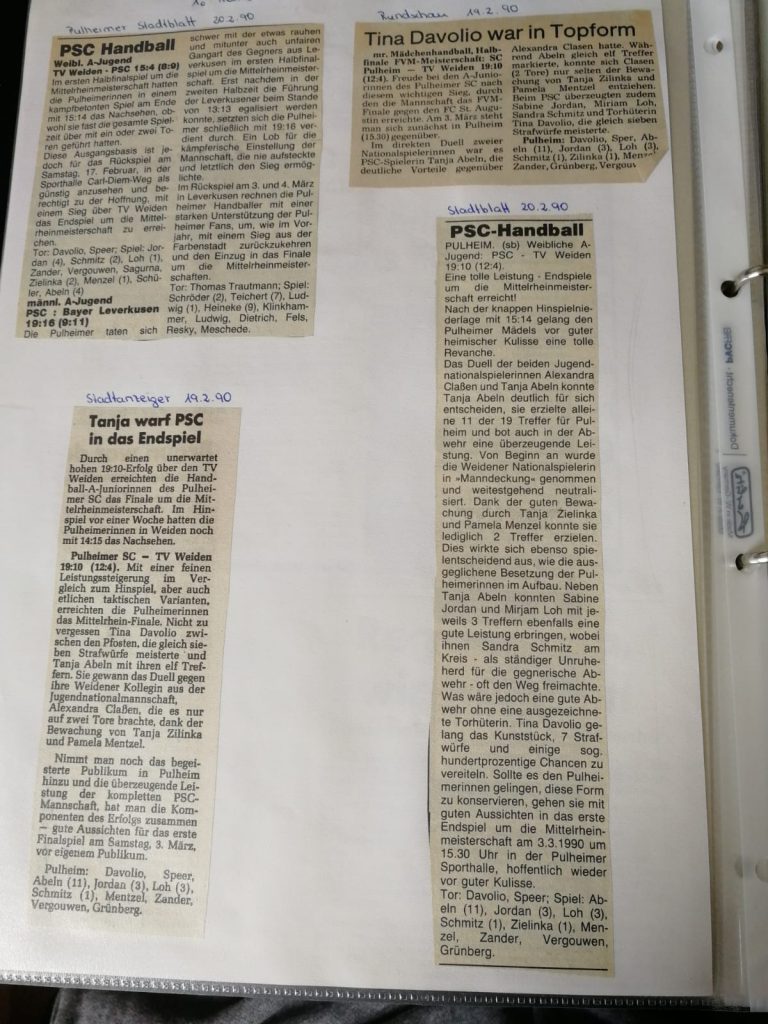 Pulheimer Stadtblatt 20.2.90
PSC Handball
Weibl. A-Jugend
TV Weiden - PSC 15:4 (8:9)
Im ersten Halbfinalspiel um die
Mittelrheinmeisterschaft hatten
die Pulheimerinnen in einem
kampfbetonten Spiel am Ende
mit 15:14 das Nachsehen, ob-
wohl sie fast die gesamte Spiel-
zeit über mit ein oder zwei To-
ren geführt hatten.
Diese Ausgangsbasis ist je-
doch für das Rückspiel am
Samstag, 17. Februar, in der
Sporthalle Carl-Diem-Weg als
günstig anzusehen und be-
rechtigt zu der Hoffnung, mit
einem Sieg über TV Weiden
das Endspiel um die Mittel-
rheinmeisterschaft zu errei-
chen.
Tor: Davolio, Speer; Spiel: Jor-
dan (4), Schmitz (2), Loh (1),
Zander, Vergouwen, Sagurna,
Zielinka (2), Menzel (1), Schü-
ler, Abeln (4)
männl. A-Jugend
PSC : Bayer Leverkusen
19:16 (9:11)
Die Pulheimer taten sich
schwer mit der etwas rauhen
und mitunter auch unfairen
Gangart des Gegners aus Le-
verkusen im ersten Halbfinal-
spiel um die Mittelrheinmeister-
schaft. Erst nachdem in der
zweiten Halbzeit die Führung
der Leverkusener beim Stande
von 13:13 egalisiert werden
konnte, setzten sich die Pulhei-
mer schließlich mit 19:16 ver-
dient durch. Ein Lob für die
kämpferische Einstellung der
Mannschaft, die nie aufsteckte
und letztlich den Sieg ermög-
lichte.
Im Rückspiel am 3. und 4. März
in Leverkusen rechnen die Pul-
heimer Handballer mit einer
starken Unterstützung der Pul-
heimer Fans, um, wie im Vor-
jahr, mit einem Sieg aus der
Farbenstadt zurückzukehren
und den Einzug in das Finale
um die Mittelrheinmeister-
schaften.
Tor: Thomas Trautmann; Spiel:
Schröder (2), Teichert (7), Lud-
wig (1), Heineke (9), Klinkham-
mer, Ludwig, Dietrich, Fels,
Resky, Meschede.
Rundschau 19.2.90
Tina Davolio war in Topform
mr. Mädchenhandball, Halb-
finale FVM-Meisterschaft: SC
Pulheim — TV Weiden 19:10
(12:4). Freude bei den A-Junio-
rinnen des Pulheimer SC nach
diesem wichtigen Sieg, durch
den die Mannschaft das FVM-
Finale gegen den FC St. Augu-
stin erreichte. Am 3. März steht
man sich zunächst in Pulheim
(15.30) gegenüber.
Im direkten Duell zweier
Nationalspielerinnen war es
PSC-Spielerin Tanja Abeln, die
deutliche Vorteile gegenüber
Alexandra Clasen hatte. Wäh-
rend Abeln gleich elf Treffer
markierte, konnte sich Clasen
(2 Tore) nur selten der Bewa-
chung von Tanja Zilinka und
Pamela Mentzel entziehen.
Beim PSC überzeugten zudem
Sabine Jordan, Miriam Loh,
Sandra Schmitz und Torhüterin
Tina Davolio, die gleich sieben
Strafwürfe meisterte.
Pulheim: Davolio, Sper, Ab-
eln (11), Jordan (3), Loh (3),
Schmitz (1), Zilinka (1),
Zander, Grünberg,
Stadtblatt 20.2.90
PSC-Handball
PULHEIM. (sb) Weibliche A-
Jugend: PSC - TV Weiden
19:10 (12:4).
Eine tolle Leistung - Endspiele
um die Mittelrheinmeister-
schaft erreicht!
Nach der knappen Hinspielnie-
derlage mit 15:14 gelang den
Pulheimer Mädels vor guter
heimischer Kulisse eine tolle
Revanche.
Das Duell der beiden Jugend-
nationalspielerinnen Alexandra
Claßen und Tanja Abeln konnte
Tanja Abeln deutlich für sich
entscheiden, sie erzielte alleine
11 der 19 Treffer für Pul-
heim und bot auch in der Ab-
wehr eine überzeugende Lei-
stung. Von Beginn an wurde
die Weidener Nationalspielerin
in »Manndeckung« genommen
und weitestgehend neutrali-
siert. Dank der guten Bewa-
chung durch Tanja Zielinka
und Pamela Menzel konnte sie
lediglich 2 Treffer erzielen.
Dies wirkte sich ebenso spiel-
entscheidend aus, wie die aus-
geglichene Besetzung der Pul-
heimerinnen im Aufbau. Neben
Tanja Abeln konnten Sabine
Jordan und Mirjam Loh mit je-
weils 3 Treffern ebenfalls eine
gute Leistung erbringen, wobei
ihnen Sandra Schmitz am
Kreis - als ständiger Unruhe-
herd für die gegnerische Ab-
wehr - oft den Weg freimachte.
Was wäre jedoch eine gute Ab-
wehr ohne eine ausgezeichne-
te Torhüterin. Tina Davolio ge-
lang das Kunststück, 7 Straf-
würfe und einige sog.
hundertprozentige Chancen zu
vereiteln. Sollte es den Pulhei-
merinnen gelingen, diese Form
zu konservieren, gehen sie mit
guten Aussichten in das erste
Endspiel um die Mittelrhein-
meisterschaft am 3.3.1990 um
15.30 Uhr in der Pulheimer
Sporthalle, hoffentlich wieder
vor guter Kulisse.
Tor: Davolio, Speer; Spiel: Ab-
eln (11), Jordan (3), Loh (3),
Schmitz (1), Zielinka (1), Men-
zel, Zander, Vergouwen,
Grünberg.
Stadtanzeiger 19.2.90
Tanja warf PSC
in das Endspiel
Durch einen unerwartet
hohen 19:10-Erfolg über den TV
Weiden erreichten die Hand-
ball-A-Juniorinnen des Pulhei-
mer SC das Finale um die Mit-
telrheinmeisterschaft. Im Hin-
spiel vor einer Woche hatten die
Pulheimerinnen in Weiden noch
mit 14:15 das Nachsehen.
Pulheimer SC — TV Weiden
19:10 (12:4). Mit einer feinen
Leistungssteigerung im Ver-
gleich zum Hinspiel, aber auch
etlichen taktischen Varianten,
erreichten die Pulheimerinnen
das Mittelrhein-Finale. Nicht zu
vergessen Tina Davolio zwi-
schen den Pfosten, die gleich sie-
ben Strafwürfe meisterte und
Tanja Abeln mit ihren elf Tref-
fern. Sie gewann das Duell gegen
ihre Weidener Kollegin aus der
Jugendnationalmannschaft,
Alexandra Claßen, die es nur
auf zwei Tore brachte, dank der
Bewachung von Tanja Zilinka
und Pamela Mentzel.
Nimmt man noch das begei-
sterte Publikum in Pulheim
hinzu und die überzeugende Lei-
stung der kompletten PSC-
Mannschaft, hat man die Kom-
ponenten des Erfolgs zusammen
— gute Aussichten für das erste
Finalspiel am Samstag, 3. März,
vor eigenem Publikum.
Pulheim: Davolio, Speer,
Abeln (11), Jordan (3), Loh (3),
Schmitz (1), Mentzel, Zander,
Vergouwen, Grünberg.